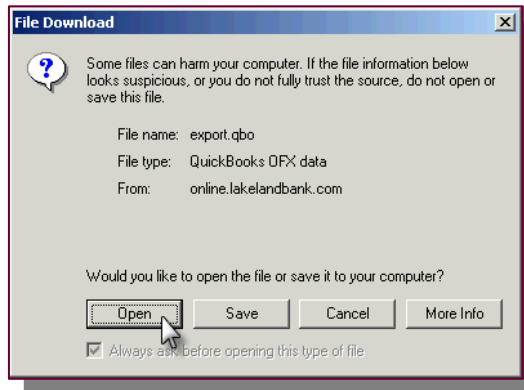 File Download
Some files can harm your computer. If the file information below
looks suspicious, or you do not fully trust the source, do not open or
save this file.
File name: export.qbo
File type: QuickBooks OFX data
From: online.lakelandbank.com
Would you like to open the file or save it to your computer?
Open Save Cancel More Info
Always ask before opening this type of file